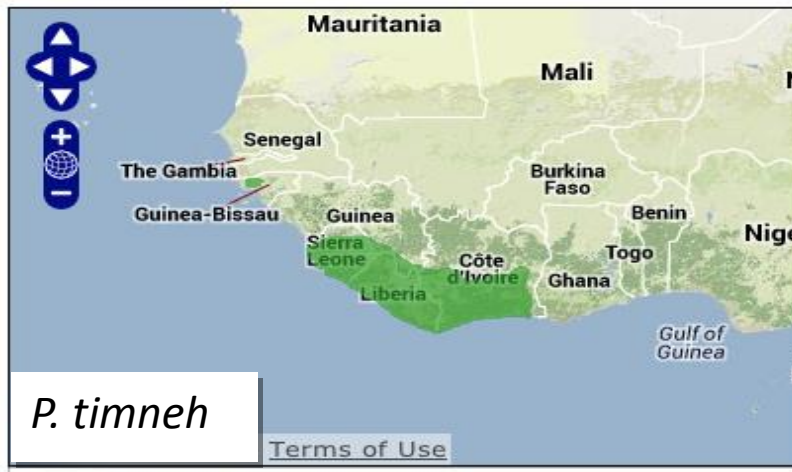 Mauritania
Mali
Senegal
The Gambia
Guinea-Bissau
Guinea
Burkina
Faso
Benin
Nige
Sierra
Leone
Côte
d'Ivoire
Togo
Ghana
Liberia
Gulf of
Guinea
P. timneh
Terms of Use